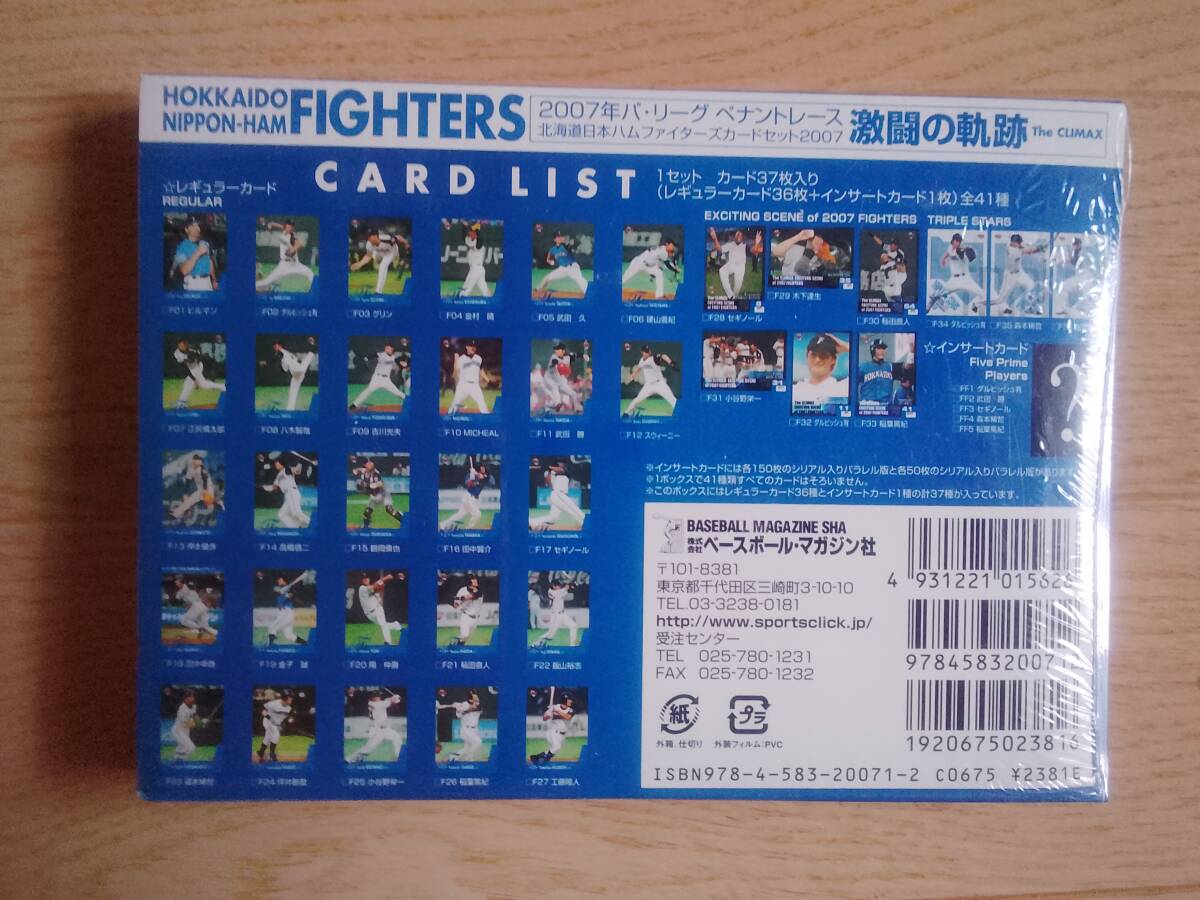 HOKKAIDO
NIPPON-HAM
FIGHTERS
2007年パ・リーグ ペナントレース
北海道日本ハムファイターズカードセット2007
激闘の軌跡 The CLIMAX
CARD LIST
1セット カード37枚入り
(レギュラーカード36枚+インサートカード1枚)全41種
☆レギュラーカード
REGULAR
EXCITING SCENE of 2007 FIGHTERS TRIPLE STARS
□F01 ヒルマン
□F02 ダルビッシュ有
□F03 グリン
□F04 金村 曉
□F05 武田 久
□F06 建山義紀
□F28 セギノール
□F29 木下達生
□F30 稲田直人
□F34 ダルビッシュ有
□F35 森本稀哲
□F07 江尻慎太郎
□F08 八木智哉
□F09 吉川光夫
□F10 MICHEAL
□F11 武田 勝
□F12 スウィーニー
□F31 小谷野栄一
□F32 ダルビッシュ有
□F33 稲葉篤紀
☆インサートカード
Five Prime
Players
FF1 ダルビッシュ有
FF2 武田 勝
FF3 セギノール
FF4 森本稀哲
FF5 稲葉篤紀
□F14 高橋信二
□F15 鶴岡慎也
□F16 田中賢介
□F17 セギノール
※インサートカードには各150枚のシリアル入りパラレル版と各50枚のシリアル入りパラレル版があります。
※1ボックスで41種類すべてのカードはそろいません。
※このボックスにはレギュラーカード36種とインサートカード1種の計37種が入っています。
□F19 金子 誠
□F20 陽 仲壽
□F21 稲田直人
□F22 飯山裕志
□F24 坪井智哉
□F25 小谷野栄一
□F26 稲葉篤紀
□F27 工藤隆人
BASEBALL MAGAZINE SHA
株式会社 ベースボール・マガジン社
〒101-8381
東京都千代田区三崎町3-10-10
TEL.03-3238-0181
http://www.sportsclick.jp/
受注センター
TEL 025-780-1231
FAX 025-780-1232
紙
外箱、仕切り
プラ
外装フィルム:PVC
4 931221 015626
97845832007
1920675023816
ISBN978-4-583-20071-2 C0675 ¥2381E